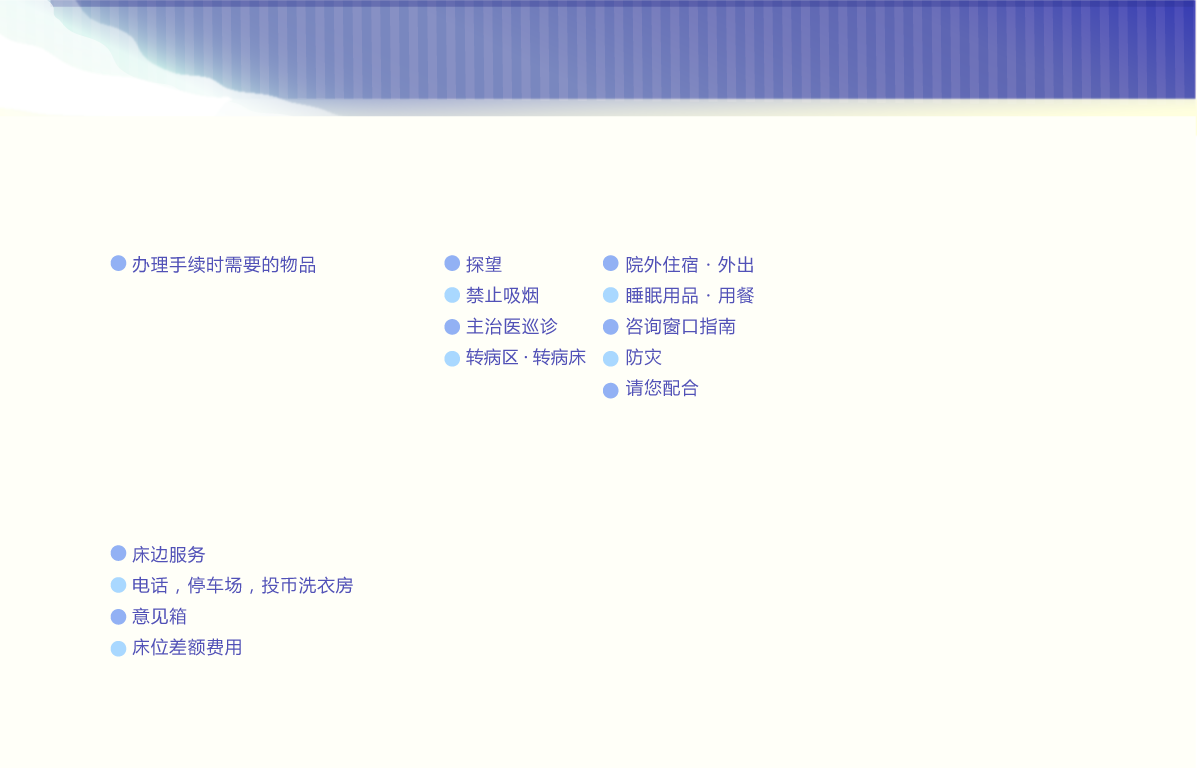 办理手续时需要的物品
探望
禁止吸烟
主治医巡诊
转病区·转病床
院外住宿·外出
睡眠用品·用餐
咨询窗口指南
防灾
请您配合
床边服务
电话，停车场，投币洗衣房
意见箱
床位差额费用